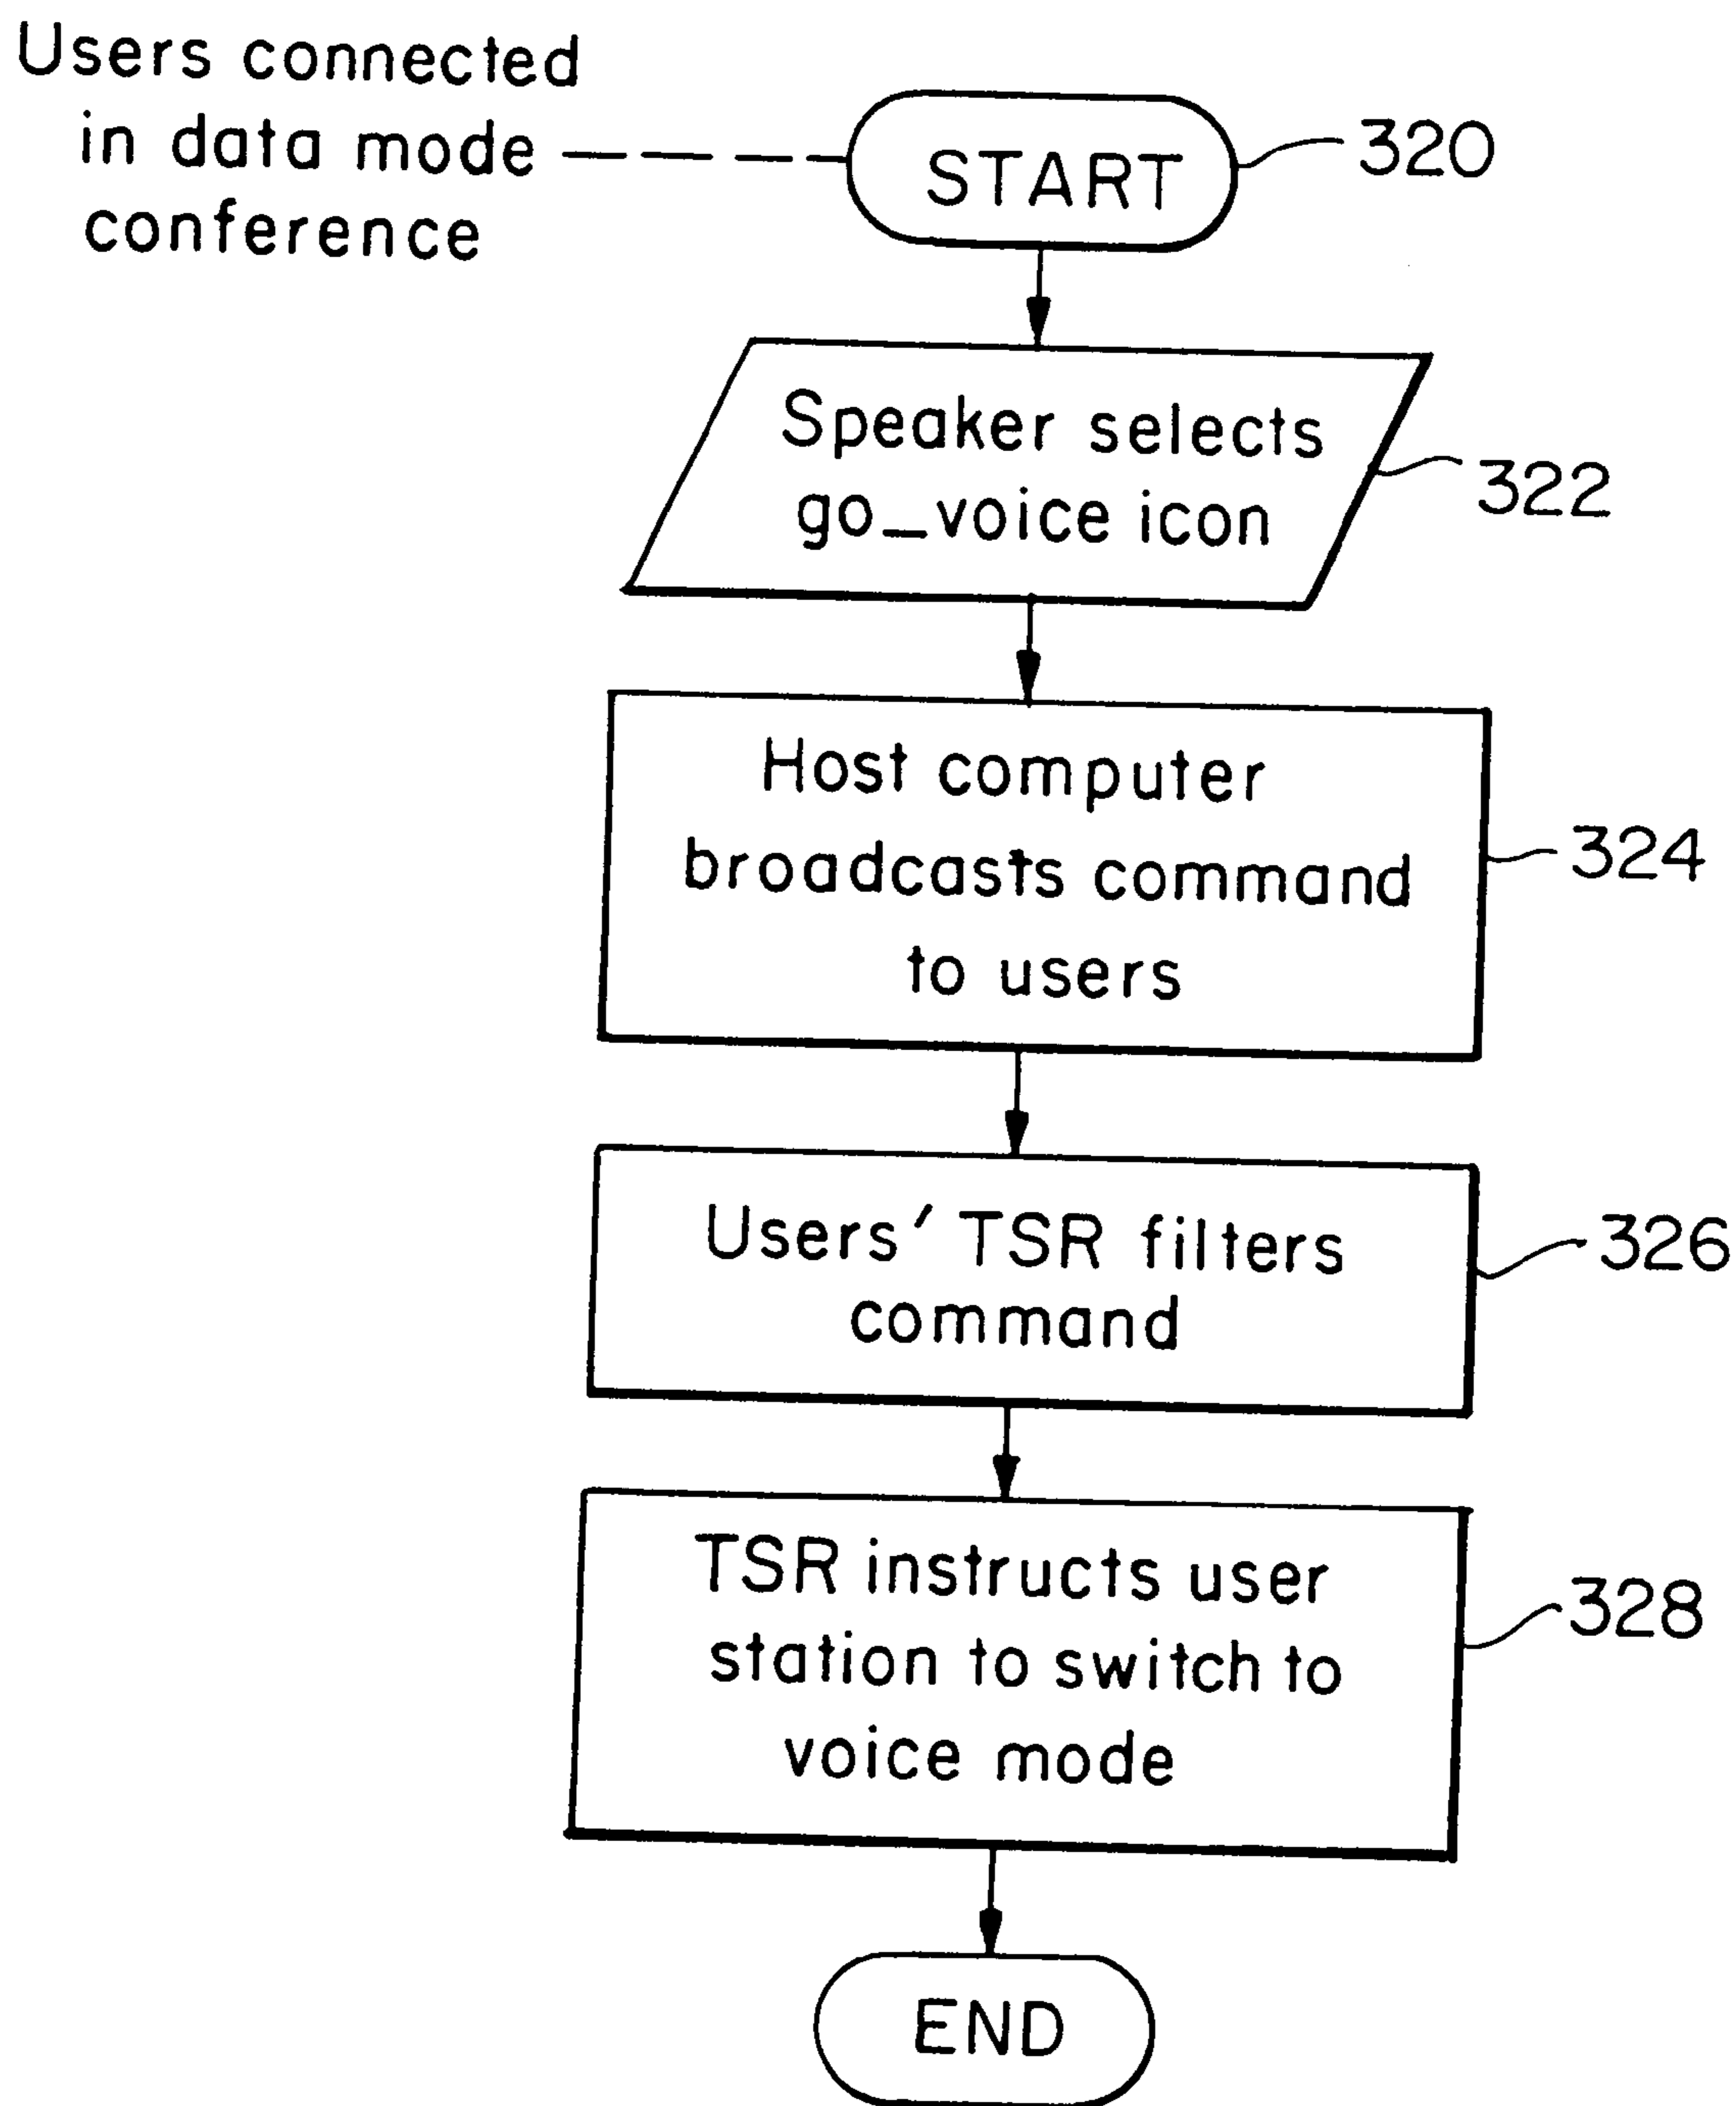 Users connected
in data mode
conference
START
320
Speaker selects
go_voice icon
322
Host computer
broadcasts command
to users
324
Users' TSR filters
command
326
TSR instructs user
station to switch to
voice mode
328
END